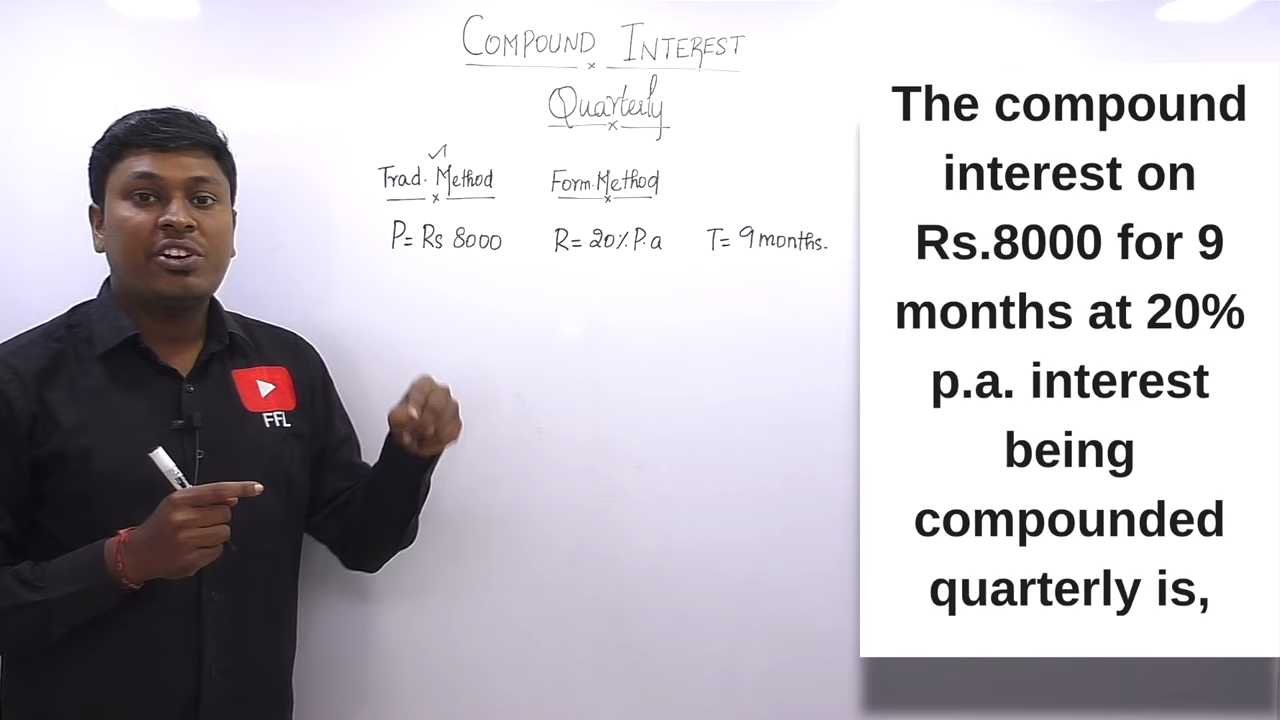 COMPOUND INTEREST
Quarterly
Trad. Method Form. Method
P= Rs 8000 R= 20% P.a T= 9 months.
The compound
interest on
Rs.8000 for 9
months at 20%
p.a. interest
being
compounded
quarterly is,
FFL